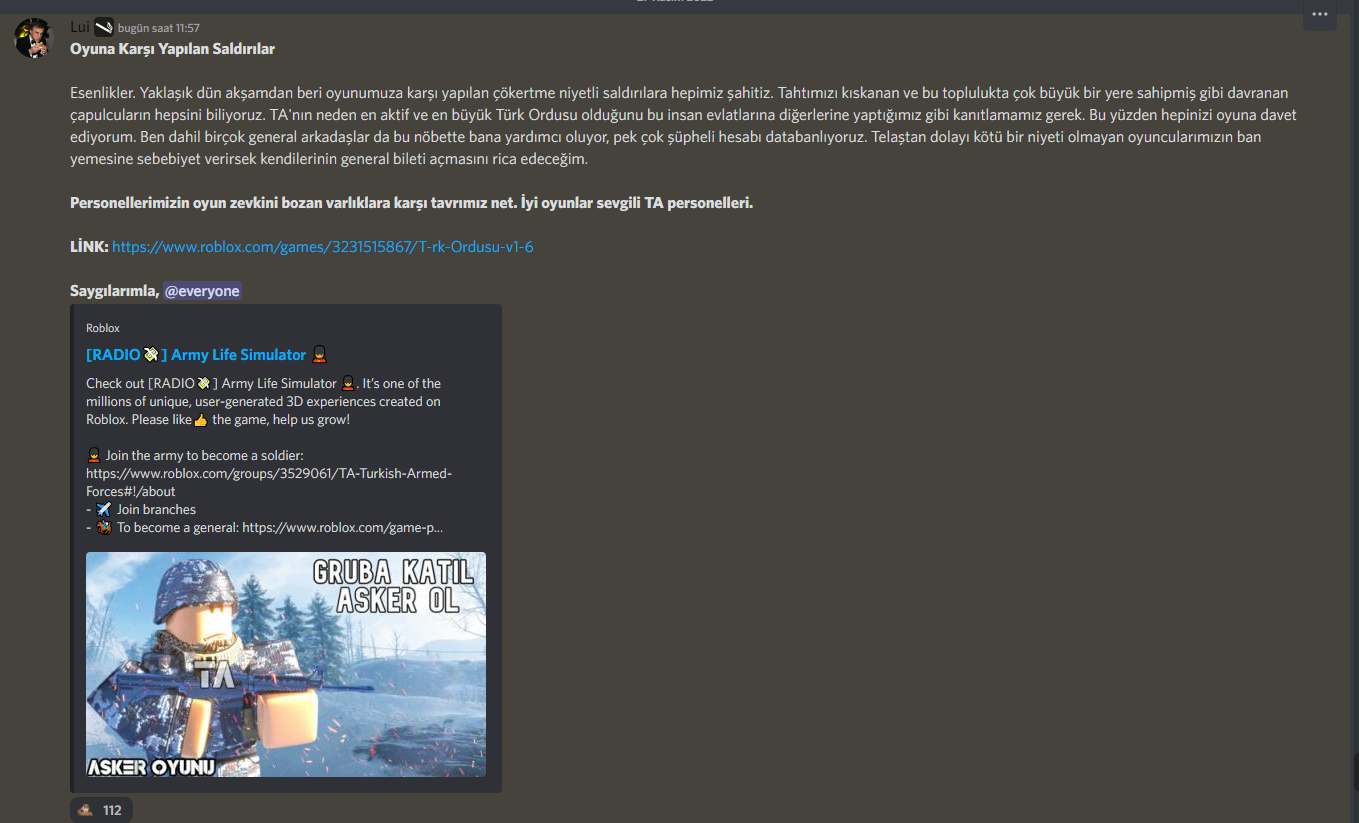 Lui bugün saat 11:57
Oyuna Karşı Yapılan Saldırılar
Esenlikler. Yaklaşık dün akşamdan beri oyunumuza karşı yapılan çökertme niyetli saldırılara hepimiz şahitiz. Tahtımızı kıskanan ve bu toplulukta çok büyük bir yere sahipmiş gibi davranan
çapulcuların hepsini biliyoruz. TA'nın neden en aktif ve en büyük Türk Ordusu olduğunu bu insan evlatlarına diğerlerine yaptığımız gibi kanıtlamamız gerek. Bu yüzden hepinizi oyuna davet
ediyorum. Ben dahil birçok general arkadaşlar da bu nöbette bana yardımcı oluyor, pek çok şüpheli hesabı databanlıyoruz. Telaştan dolayı kötü bir niyeti olmayan oyuncularımızın ban
yemesine sebebiyet verirsek kendilerinin general bileti açmasını rica edeceğim.
Personellerimizin oyun zevkini bozan varlıklara karşı tavrımız net. İyi oyunlar sevgili TA personelleri.
LİNK: https://www.roblox.com/games/3231515867/T-rk-Ordusu-v1-6
Saygılarımla, @everyone
Roblox
[RADIO💸] Army Life Simulator 💂
Check out [RADIO💸] Army Life Simulator 💂. It's one of the
millions of unique, user-generated 3D experiences created on
Roblox. Please like👍 the game, help us grow!
💂 Join the army to become a soldier:
https://www.roblox.com/groups/3529061/TA-Turkish-Armed-
Forces#!/about
- ✈️ Join branches
- 🏇 To become a general: https://www.roblox.com/game-p...
GRUBA KATIL
ASKER OL
TA
ASKER OYUNU
112